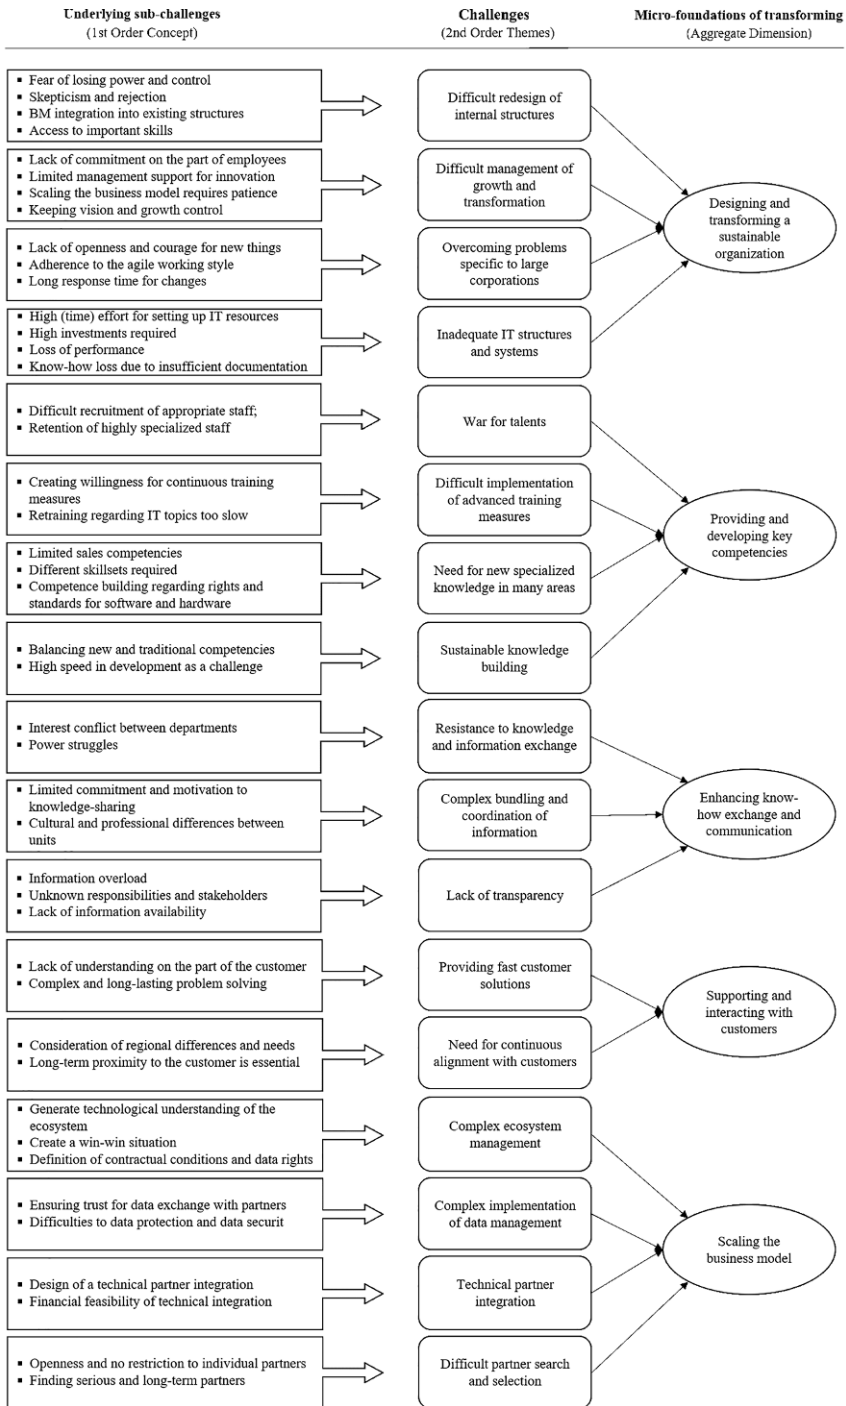 Underlying sub-challenges
(1st Order Concept)
Challenges
(2nd Order Themes)
Micro-foundations of transforming
(Aggregate Dimension)
▪ Fear of losing power and control
▪ Skepticism and rejection
▪ BM integration into existing structures
▪ Access to important skills
Difficult redesign of
internal structures
▪ Lack of commitment on the part of employees
▪ Limited management support for innovation
▪ Scaling the business model requires patience
▪ Keeping vision and growth control
Difficult management of
growth and
transformation
▪ Lack of openness and courage for new things
▪ Adherence to the agile working style
▪ Long response time for changes
Overcoming problems
specific to large
corporations
▪ High (time) effort for setting up IT resources
▪ High investments required
▪ Loss of performance
▪ Know-how loss due to insufficient documentation
Inadequate IT structures
and systems
Designing and
transforming a
sustainable
organization
▪ Difficult recruitment of appropriate staff;
▪ Retention of highly specialized staff
War for talents
▪ Creating willingness for continuous training
measures
▪ Retraining regarding IT topics too slow
Difficult implementation
of advanced training
measures
▪ Limited sales competencies
▪ Different skillsets required
▪ Competence building regarding rights and
standards for software and hardware
Need for new specialized
knowledge in many areas
▪ Balancing new and traditional competencies
▪ High speed in development as a challenge
Sustainable knowledge
building
Providing and
developing key
competencies
▪ Interest conflict between departments
▪ Power struggles
Resistance to knowledge
and information exchange
▪ Limited commitment and motivation to
knowledge-sharing
▪ Cultural and professional differences between
units
Complex bundling and
coordination of
information
▪ Information overload
▪ Unknown responsibilities and stakeholders
▪ Lack of information availability
Lack of transparency
Enhancing know-
how exchange and
communication
▪ Lack of understanding on the part of the customer
▪ Complex and long-lasting problem solving
Providing fast customer
solutions
▪ Consideration of regional differences and needs
▪ Long-term proximity to the customer is essential
Need for continuous
alignment with customers
Supporting and
interacting with
customers
▪ Generate technological understanding of the
ecosystem
▪ Create a win-win situation
▪ Definition of contractual conditions and data rights
Complex ecosystem
management
▪ Ensuring trust for data exchange with partners
▪ Difficulties to data protection and data securit
Complex implementation
of data management
▪ Design of a technical partner integration
▪ Financial feasibility of technical integration
Technical partner
integration
▪ Openness and no restriction to individual partners
▪ Finding serious and long-term partners
Difficult partner search
and selection
Scaling the
business model